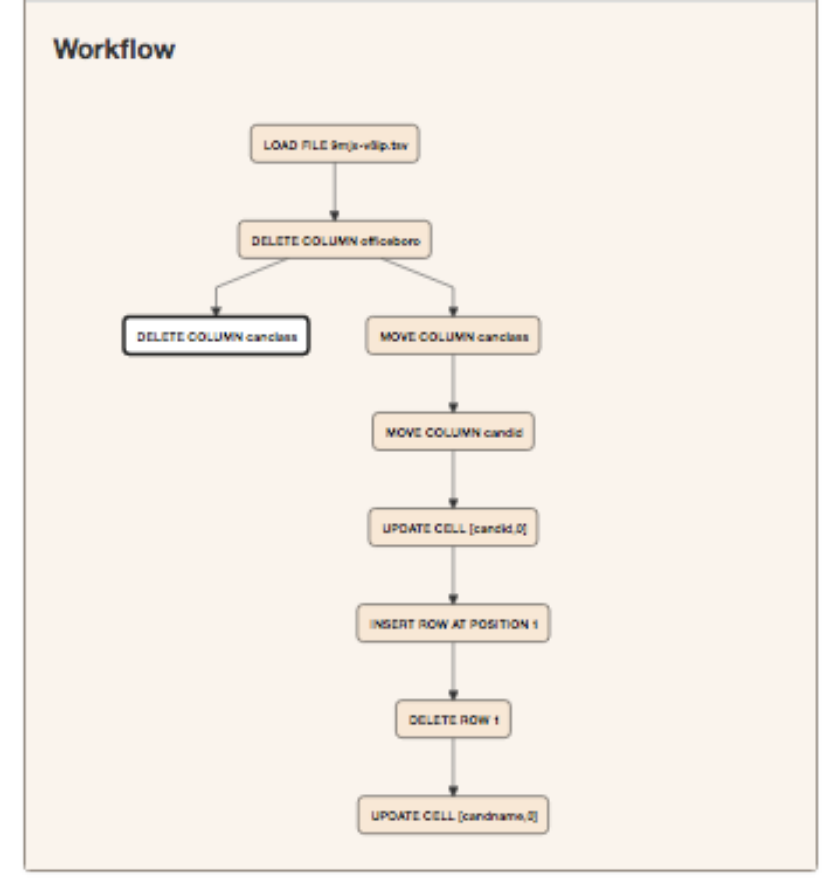 Workflow
LOAD FILE 9mjs-v8ip.tsv
DELETE COLUMN officeboro
DELETE COLUMN canclass
MOVE COLUMN canclass
MOVE COLUMN candid
UPDATE CELL [candid,0]
INSERT ROW AT POSITION 1
DELETE ROW 1
UPDATE CELL [candname,0]